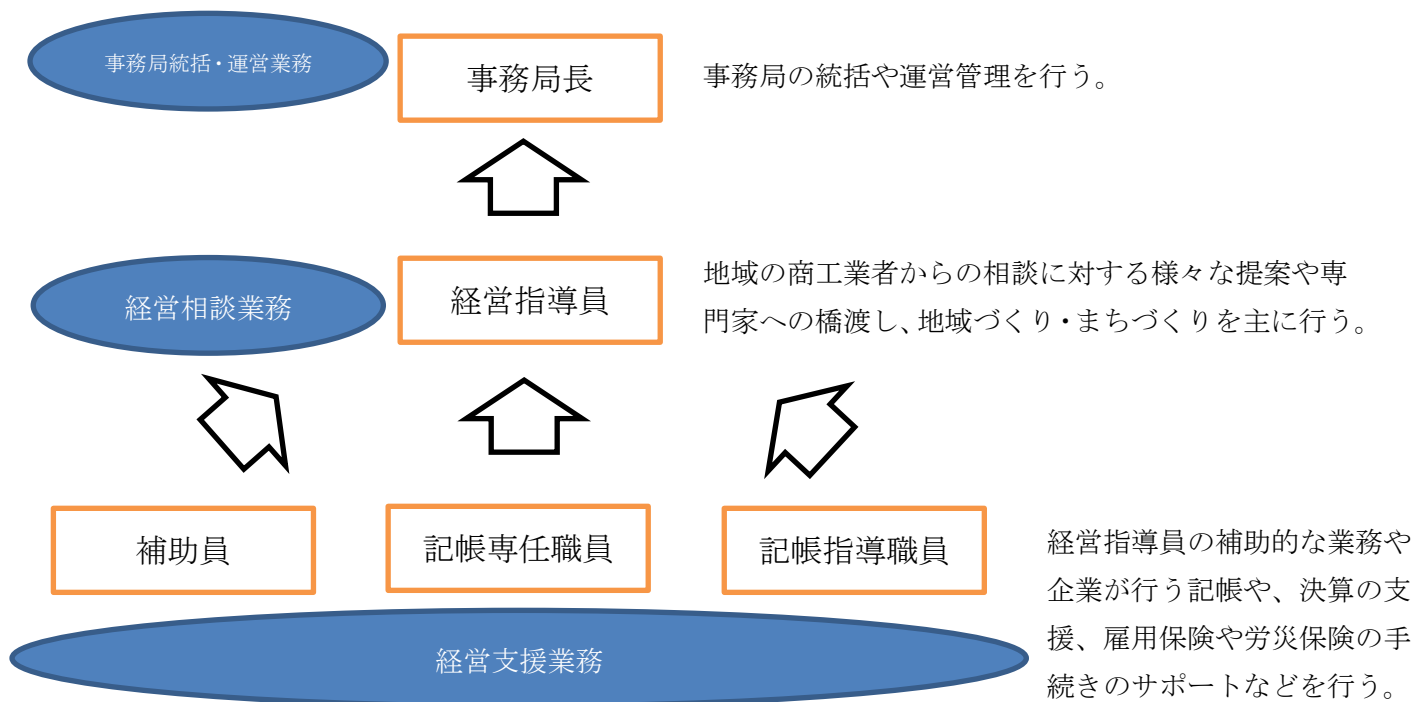 事務局統括・運営業務
事務局長
事務局の統括や運営管理を行う。
経営相談業務
経営指導員
地域の商工業者からの相談に対する様々な提案や専
門家への橋渡し、地域づくり・まちづくりを主に行う。
補助員
記帳専任職員
記帳指導職員
経営指導員の補助的な業務や
企業が行う記帳や、決算の支
援、雇用保険や労災保険の手
続きのサポートなどを行う。
経営支援業務